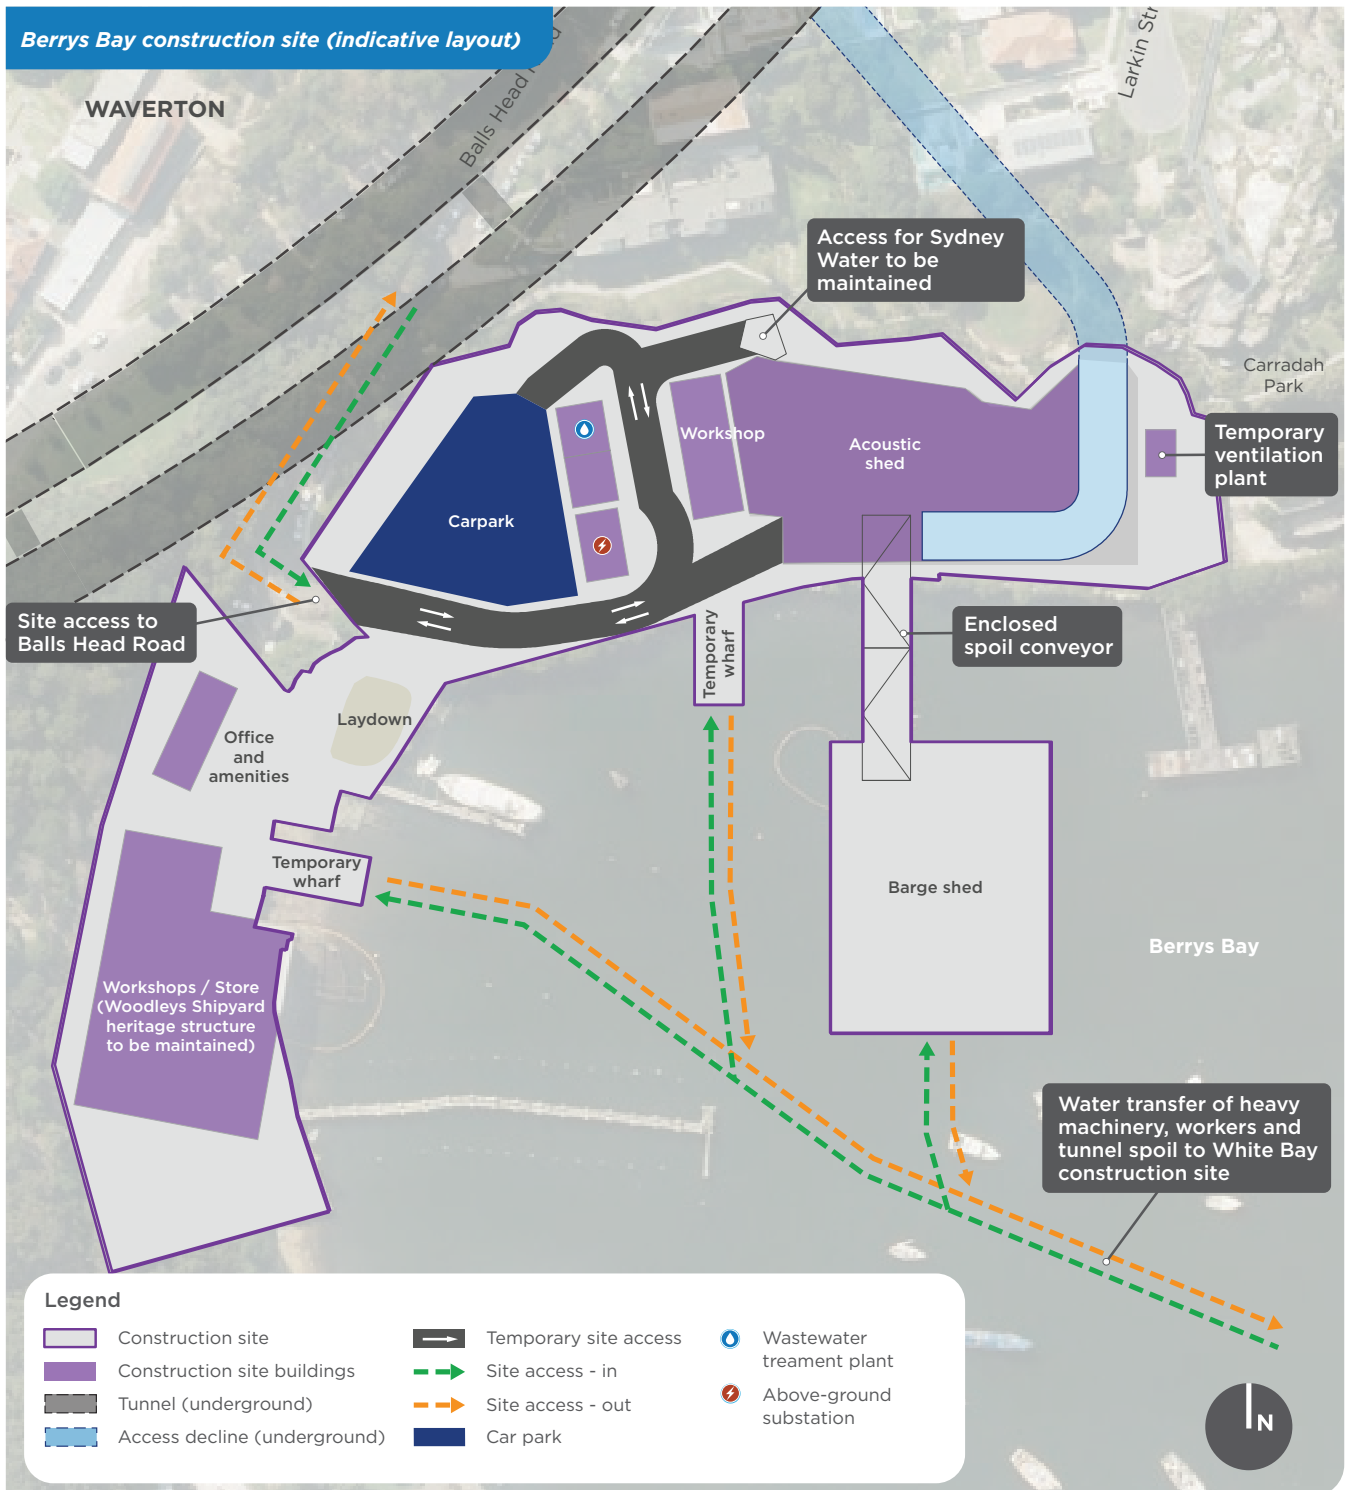 Berrys Bay construction site (indicative layout)
WAVERTON
Balls Head
Larkin Str
Access for Sydney
Water to be
maintained
Carradah
Park
Temporary
ventilation
plant
Workshop
Acoustic
shed
Carpark
Site access to
Balls Head Road
Enclosed
spoil conveyor
Temporary
wharf
Laydown
Office
and
amenities
Temporary
wharf
Barge shed
Berrys Bay
Workshops / Store
(Woodleys Shipyard
heritage structure
to be maintained)
Water transfer of heavy
machinery, workers and
tunnel spoil to White Bay
construction site
Legend
Construction site
Construction site buildings
Tunnel (underground)
Access decline (underground)
Temporary site access
Site access - in
Site access - out
Car park
Wastewater
treament plant
Above-ground
substation
N